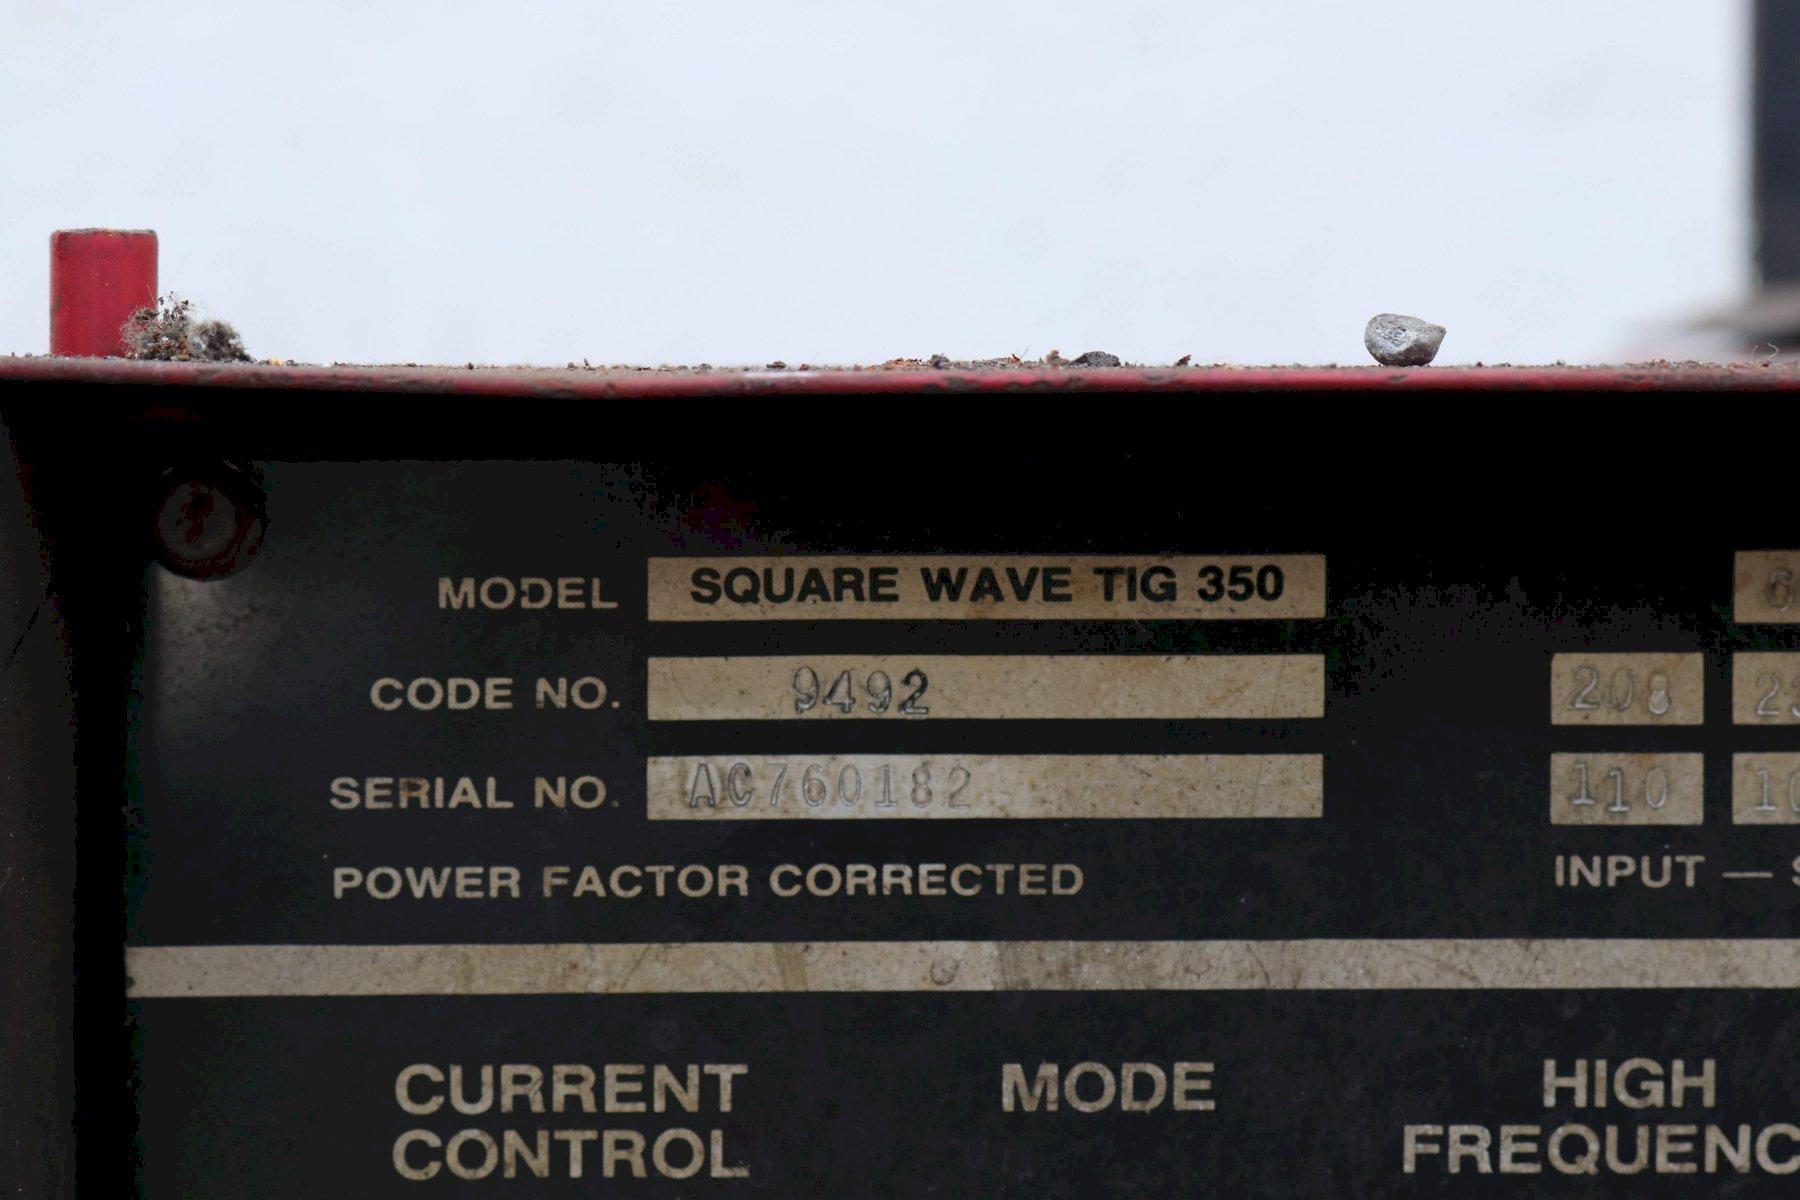 MODEL SQUARE WAVE TIG 350
CODE NO. 9492
208
SERIAL NO. AC760182
110
POWER FACTOR CORRECTED
INPUT —
CURRENT
CONTROL
MODE
HIGH
FREQUENC